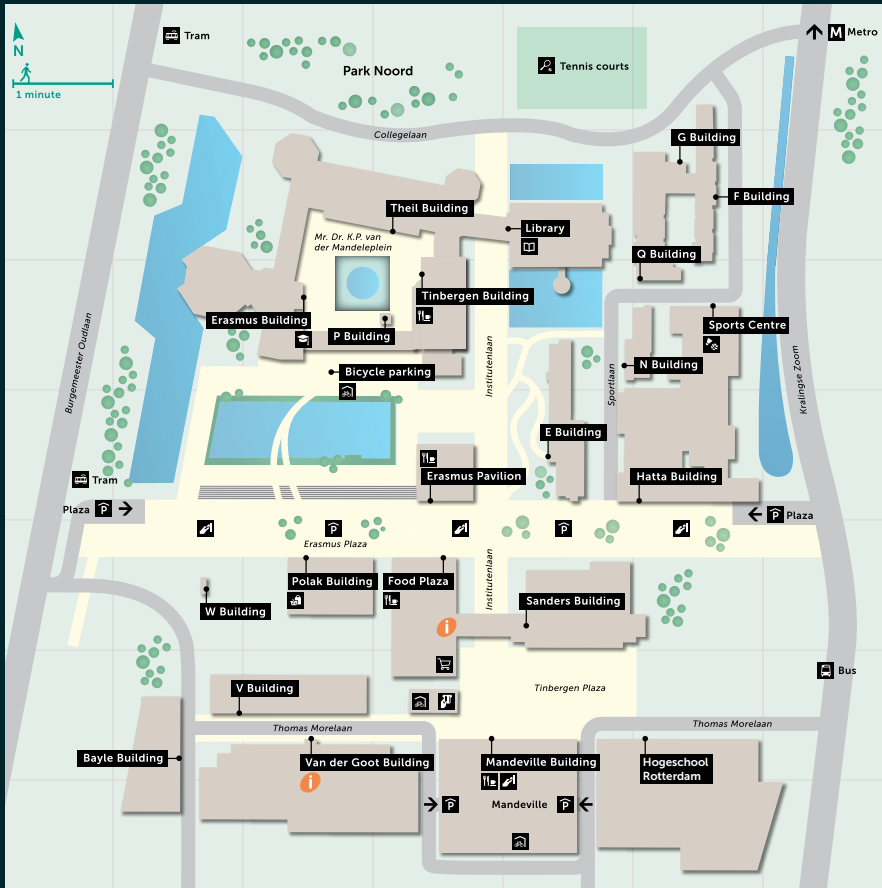 Tram
M Metro
N
1 minute
Park Noord
Tennis courts
Collegelaan
G Building
F Building
Theil Building
Mr. Dr. K.P. van
der Mandeleplein
Library
Q Building
Tinbergen Building
Erasmus Building
P Building
Sports Centre
Burgemeester Oudlaan
Institutenlaan
Sportlaan
Kralingse Zoom
Bicycle parking
N Building
E Building
Tram
Erasmus Pavilion
Hatta Building
Plaza P
P Plaza
P
P
Erasmus Plaza
Institutenlaan
Polak Building
Food Plaza
W Building
Sanders Building
i
Bus
V Building
Tinbergen Plaza
Thomas Morelaan
Thomas Morelaan
Bayle Building
Van der Goot Building
Mandeville Building
Hogeschool
Rotterdam
i
P Mandeville P